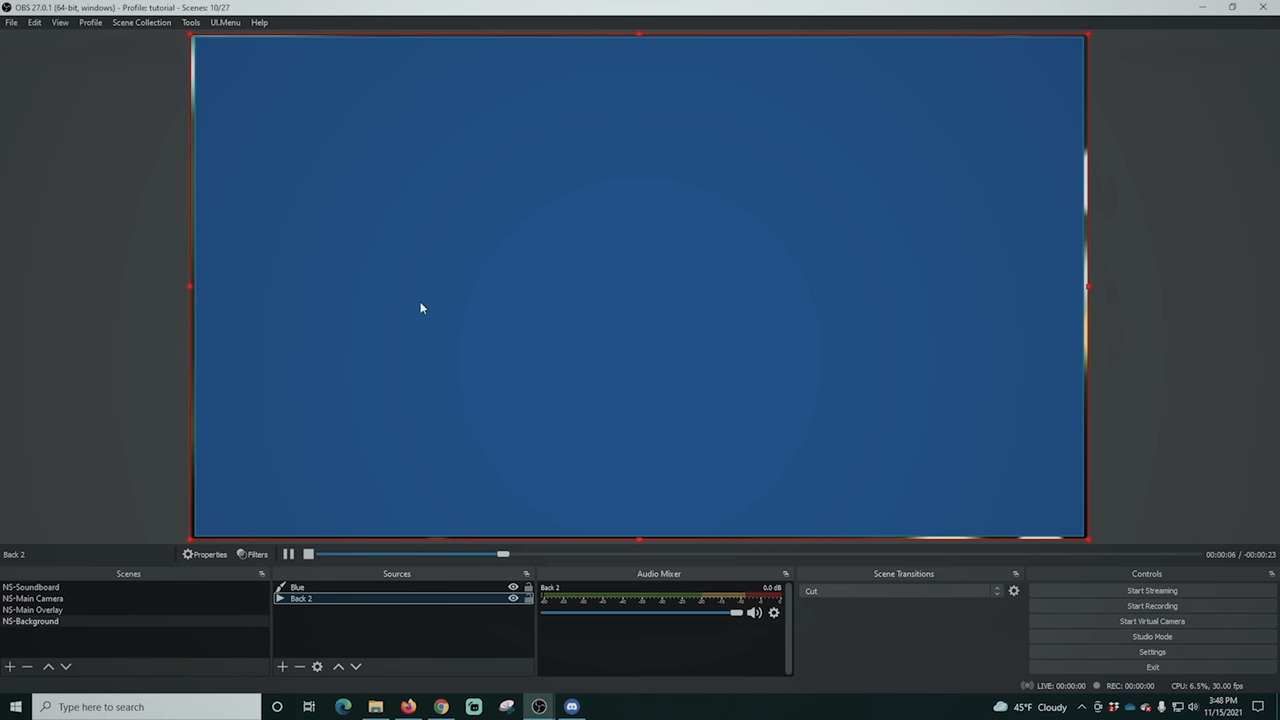 OBS 27.0.1 (64-bit, windows) - Profile: tutorial - Scenes: 10/27
File Edit View Profile Scene Collection Tools UI.Menu Help
Back 2 Properties Filters 00:00:06 / -00:00:23
Scenes Sources Audio Mixer Scene Transitions Controls
NS-Soundboard
NS-Main Camera
NS-Main Overlay
NS-Background
Blue
Back 2
Back 2 0.0 dB
Cut
Start Streaming
Start Recording
Start Virtual Camera
Studio Mode
Settings
Exit
LIVE: 00:00:00 REC: 00:00:00 CPU: 6.5%, 30.00 fps
Type here to search
45°F Cloudy
3:48 PM
11/15/2021